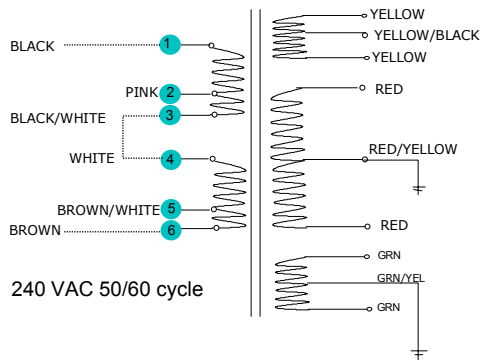 BLACK
1
PINK
2
BLACK/WHITE
3
WHITE
4
BROWN/WHITE
5
BROWN
6
240 VAC 50/60 cycle
YELLOW
YELLOW/BLACK
YELLOW
RED
RED/YELLOW
RED
GRN
GRN/YEL
GRN